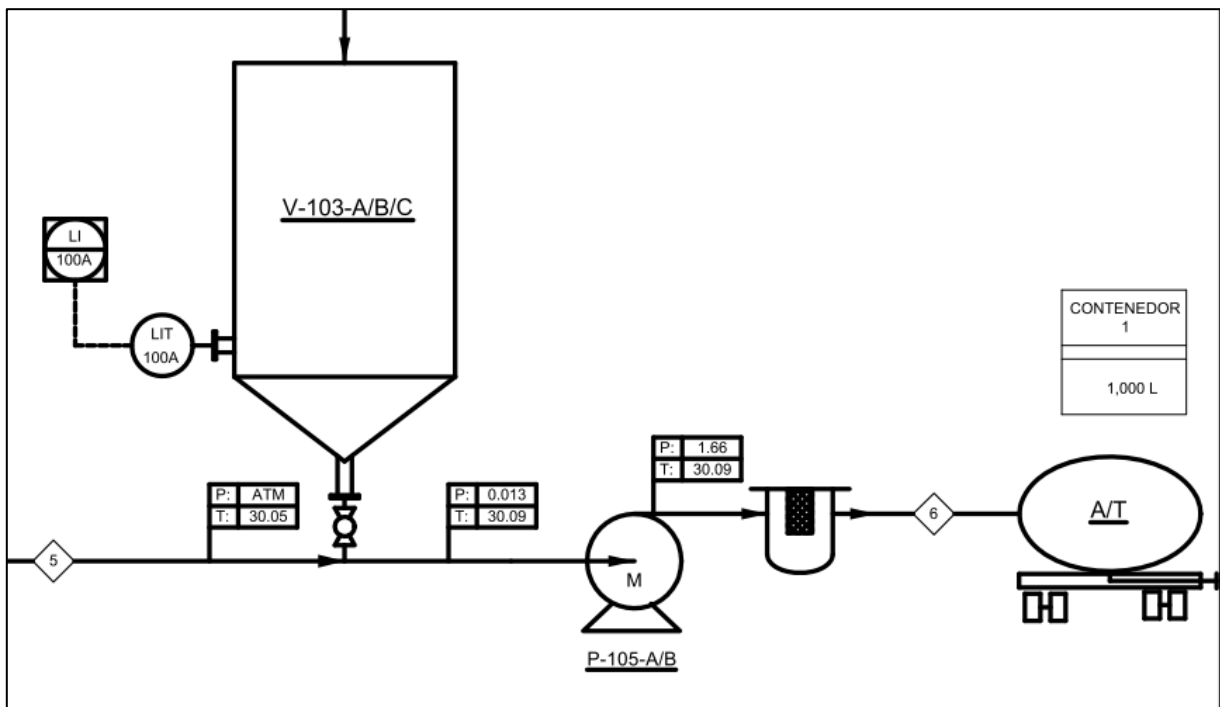 V-103-A/B/C
LI
100A
LIT
100A
CONTENEDOR
1
1,000 L
P: ATM
T: 30.05
P: 0.013
T: 30.09
P: 1.66
T: 30.09
5
6
A/T
M
P-105-A/B